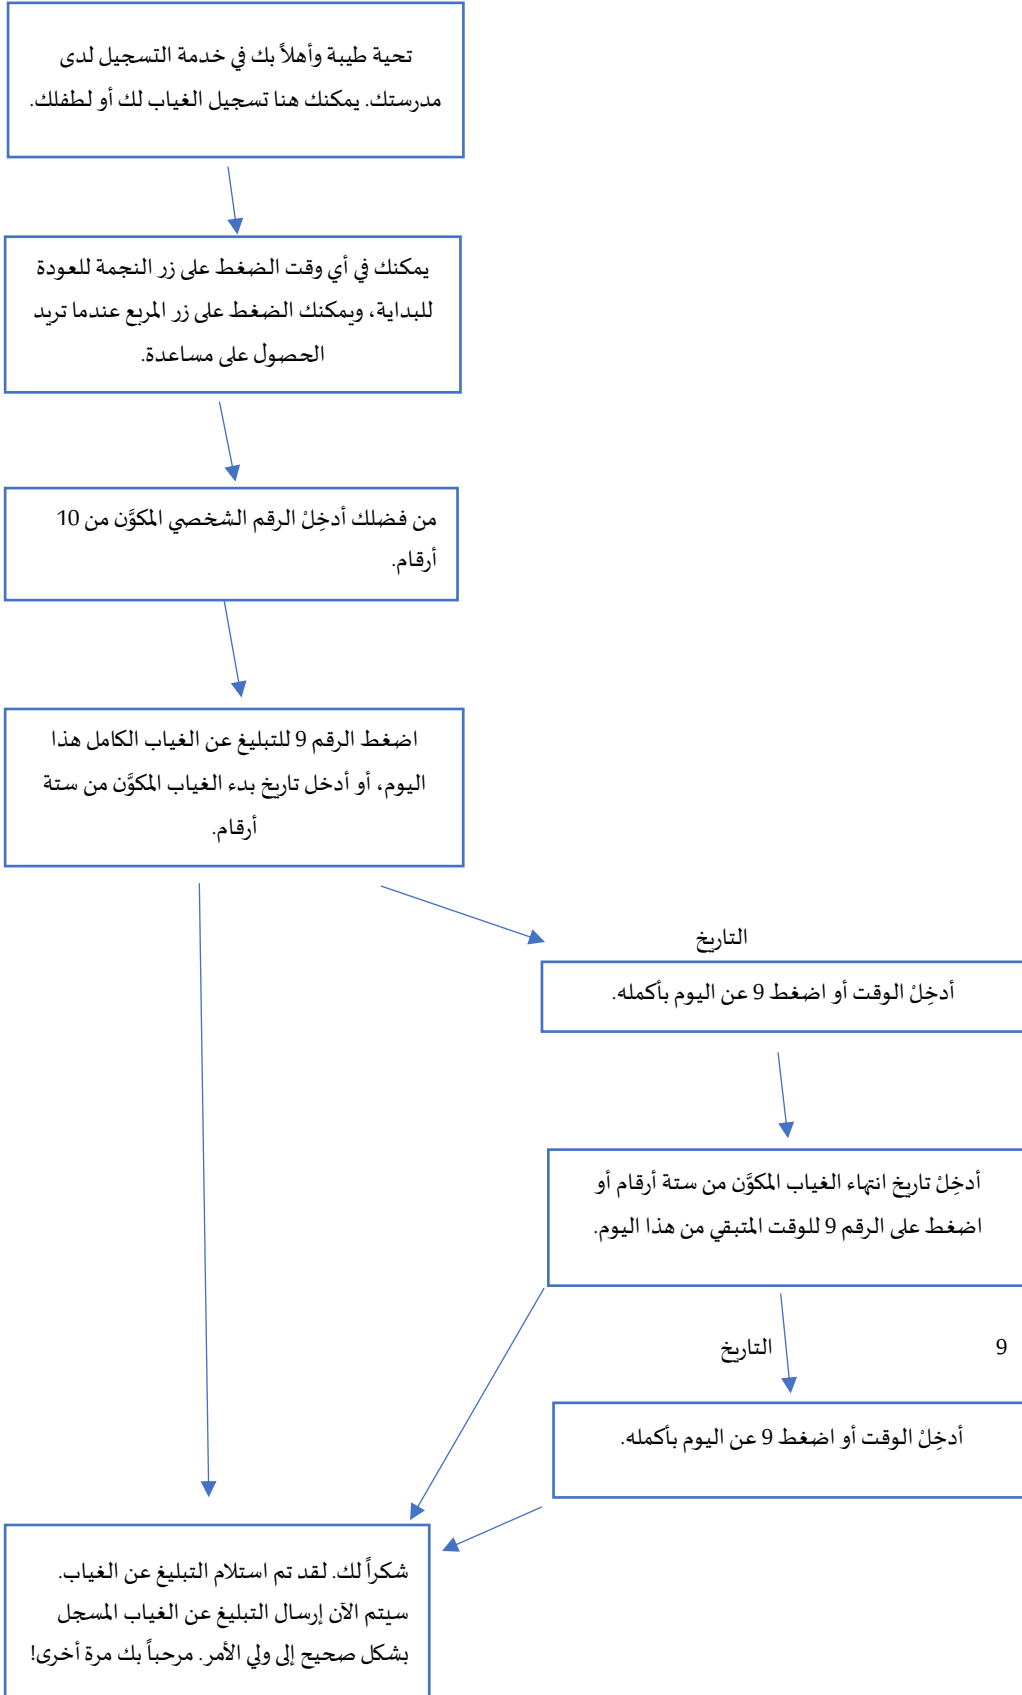 تحية طيبة وأهلاً بك في خدمة التسجيل لدى
مدرستك. يمكنك هنا تسجيل الغياب لك أو لطفلك.
يمكنك في أي وقت الضغط على زر النجمة للعودة
للبداية، ويمكنك الضغط على زر المربع عندما تريد
الحصول على مساعدة.
من فضلك أدخِلْ الرقم الشخصي المكوَّن من 10
أرقام.
اضغط الرقم 9 للتبليغ عن الغياب الكامل هذا
اليوم، أو أدخل تاريخ بدء الغياب المكوَّن من ستة
أرقام.
التاريخ
أدخِلْ الوقت أو اضغط 9 عن اليوم بأكمله.
أدخِلْ تاريخ انتهاء الغياب المكوَّن من ستة أرقام أو
اضغط على الرقم 9 للوقت المتبقي من هذا اليوم.
9 التاريخ
أدخِلْ الوقت أو اضغط 9 عن اليوم بأكمله.
شكراً لك. لقد تم استلام التبليغ عن الغياب.
سيتم الآن إرسال التبليغ عن الغياب المسجل
بشكل صحيح إلى ولي الأمر. مرحباً بك مرة أخرى!